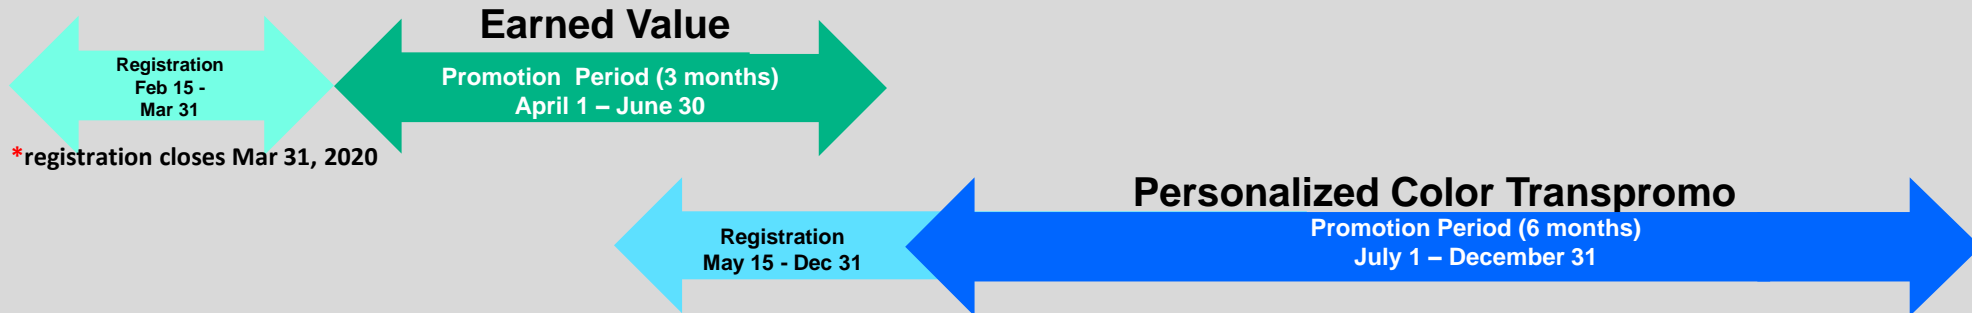 Earned Value
Registration
Feb 15 -
Mar 31
Promotion Period (3 months)
April 1 – June 30
*registration closes Mar 31, 2020
Personalized Color Transpromo
Registration
May 15 - Dec 31
Promotion Period (6 months)
July 1 – December 31